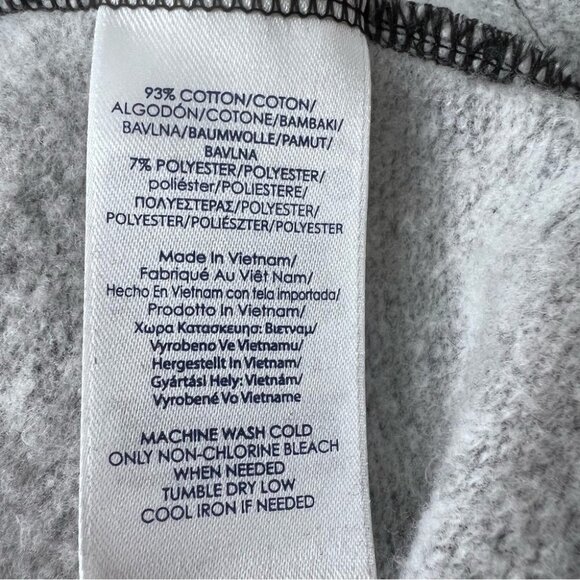 93% COTTON/COTON/
ALGODÓN/COTONE/BAMBAKI/
BAVLNA/BAUMWOLLE/PAMUT/
BAVLNA
7% POLYESTER/POLYESTER/
poliéster/POLIESTERE/
ΠΟΛΥΕΣΤΕΡΑΣ/POLYESTER/
POLYESTER/POLIÉSZTER/POLYESTER
Made In Vietnam/
Fabriqué Au Viêt Nam/
Hecho En Vietnam con tela importada/
Prodotto In Vietnam/
Χωρα Κατασκευησ: Βιετναμ/
Vyrobeno Ve Vietnamu/
Hergestellt In Vietnam/
Gyártási Hely: Vietnám/
Vyrobené Vo Vietname
MACHINE WASH COLD
ONLY NON-CHLORINE BLEACH
WHEN NEEDED
TUMBLE DRY LOW
COOL IRON IF NEEDED